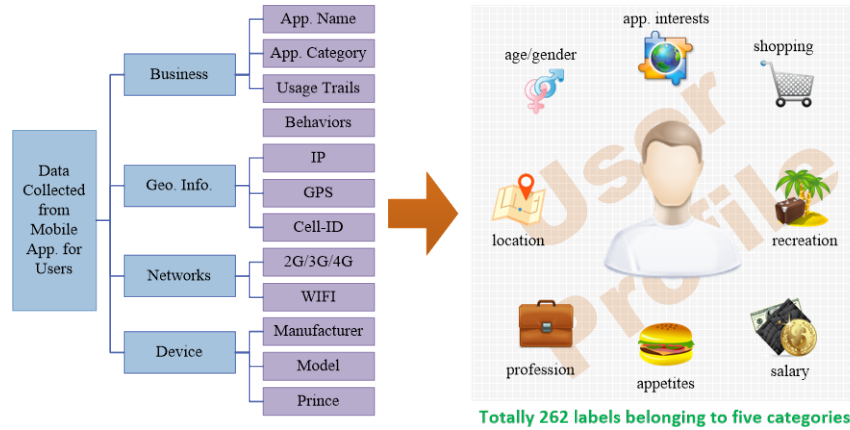 Data
Collected
from
Mobile
App. for
Users
Business
Geo. Info.
Networks
Device
App. Name
App. Category
Usage Trails
Behaviors
IP
GPS
Cell-ID
2G/3G/4G
WIFI
Manufacturer
Model
Prince
app. interests
age/gender
shopping
location
recreation
profession
appetites
salary
User
Profile
Totally 262 labels belonging to five categories